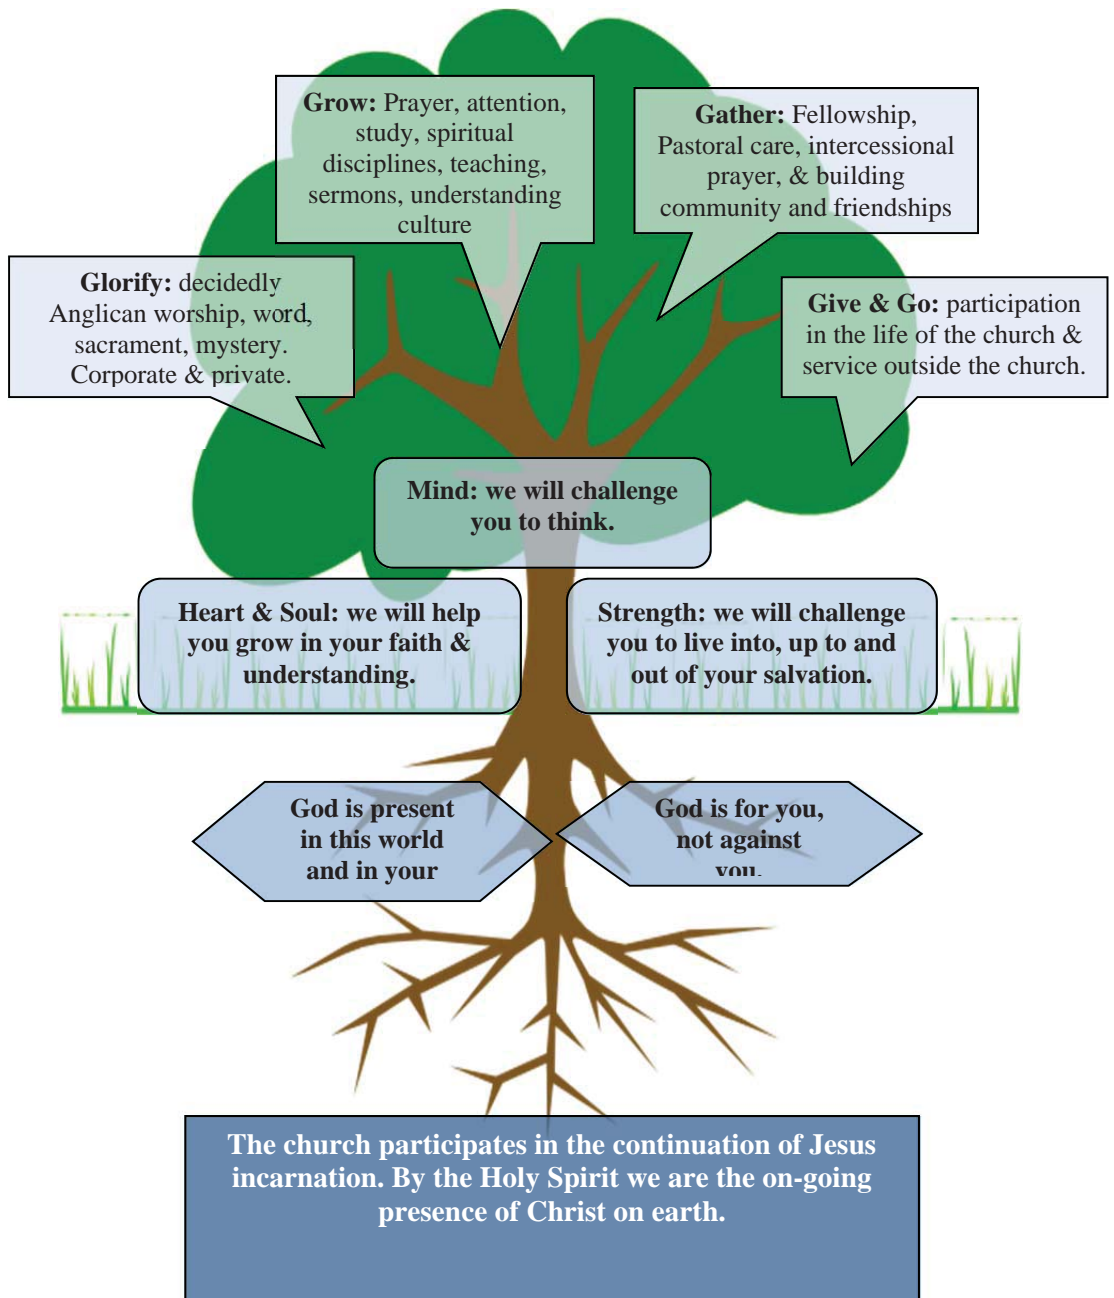 Grow: Prayer, attention,
study, spiritual
disciplines, teaching,
sermons, understanding
culture
Gather: Fellowship,
Pastoral care, intercessional
prayer, & building
community and friendships
Glorify: decidedly
Anglican worship, word,
sacrament, mystery.
Corporate & private.
Give & Go: participation
in the life of the church &
service outside the church.
Mind: we will challenge
you to think.
Heart & Soul: we will help
you grow in your faith &
understanding.
Strength: we will challenge
you to live into, up to and
out of your salvation.
God is present
in this world
and in your
God is for you,
not against
you.
The church participates in the continuation of Jesus
incarnation. By the Holy Spirit we are the on-going
presence of Christ on earth.